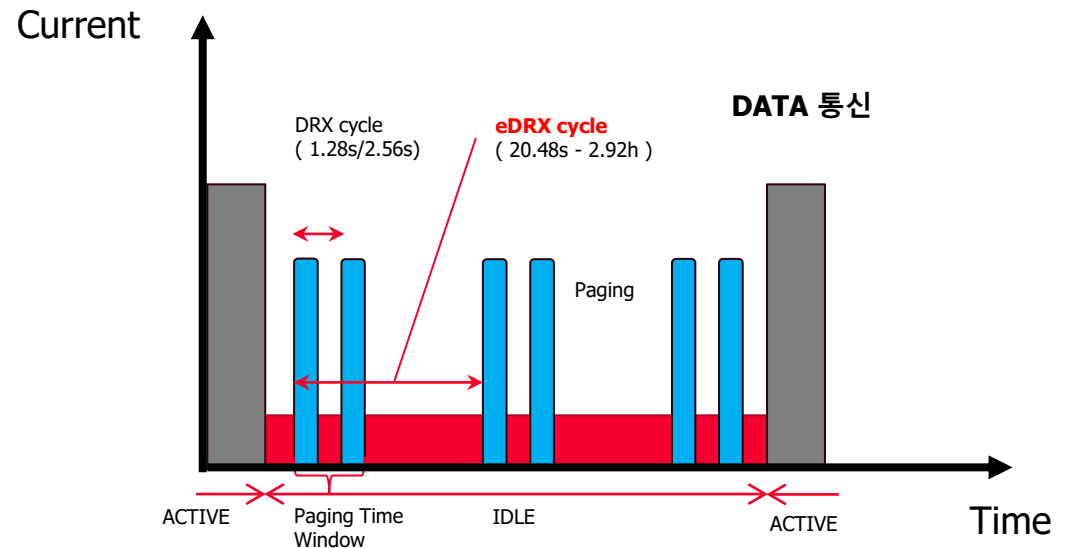 Current
DATA 통신
DRX cycle
( 1.28s/2.56s)
eDRX cycle
( 20.48s - 2.92h )
Paging
ACTIVE
Paging Time
Window
IDLE
ACTIVE
Time